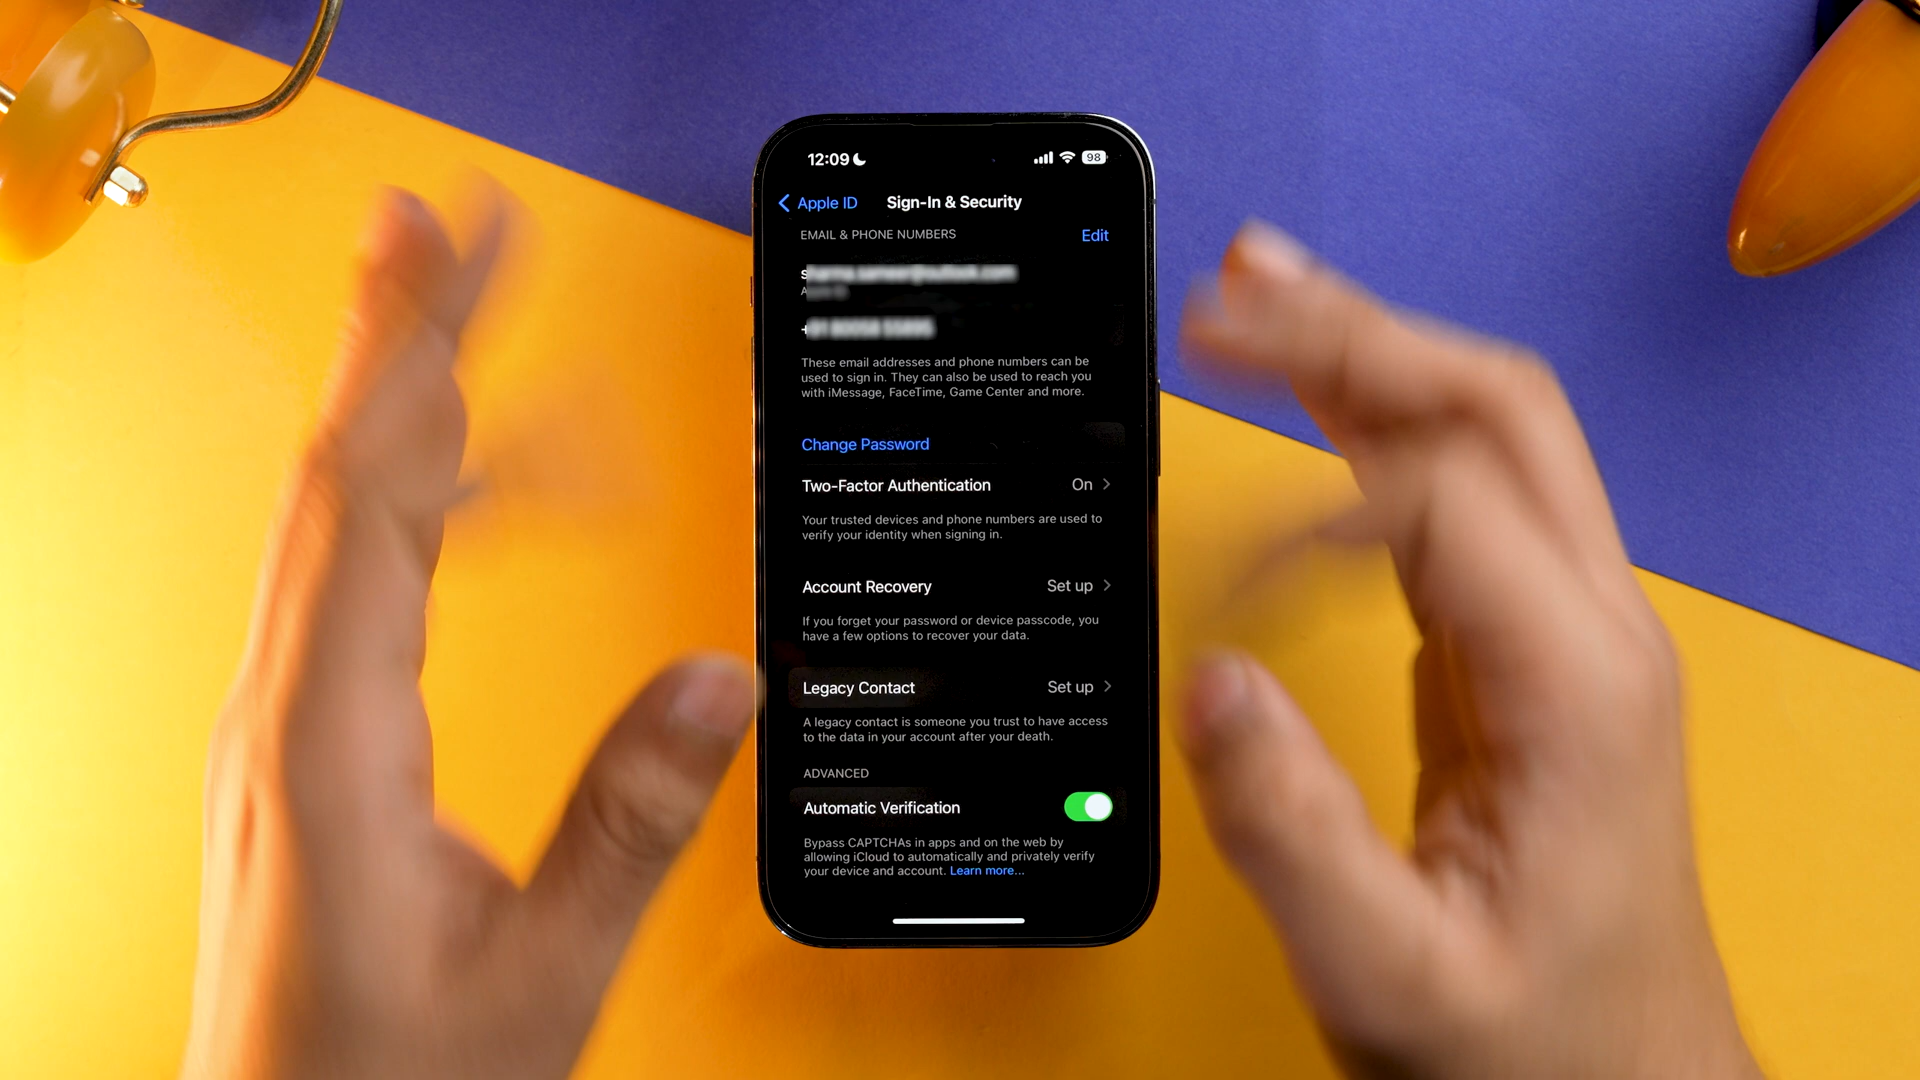 12:09
98
Apple ID
Sign-In & Security
EMAIL & PHONE NUMBERS
Edit
These email addresses and phone numbers can be
used to sign in. They can also be used to reach you
with iMessage, FaceTime, Game Center and more.
Change Password
Two-Factor Authentication
On
Your trusted devices and phone numbers are used to
verify your identity when signing in.
Account Recovery
Set up
If you forget your password or device passcode, you
have a few options to recover your data.
Legacy Contact
Set up
A legacy contact is someone you trust to have access
to the data in your account after your death.
ADVANCED
Automatic Verification
Bypass CAPTCHAs in apps and on the web by
allowing iCloud to automatically and privately verify
your device and account. Learn more...